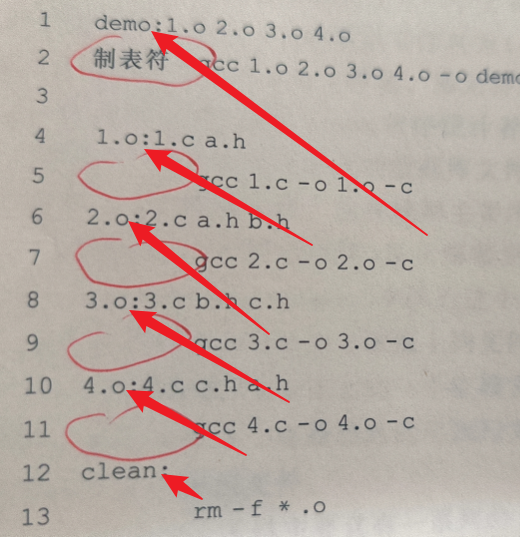 1 demo:1.o 2.o 3.o 4.o
2 制表符 gcc 1.o 2.o 3.o 4.o -o demo
3
4 1.o:1.c a.h
5 gcc 1.c -o 1.o -c
6 2.o:2.c a.h b.h
7 gcc 2.c -o 2.o -c
8 3.o:3.c b.h c.h
9 gcc 3.c -o 3.o -c
10 4.o:4.c c.h a.h
11 gcc 4.c -o 4.o -c
12 clean:
13 rm -f * .o